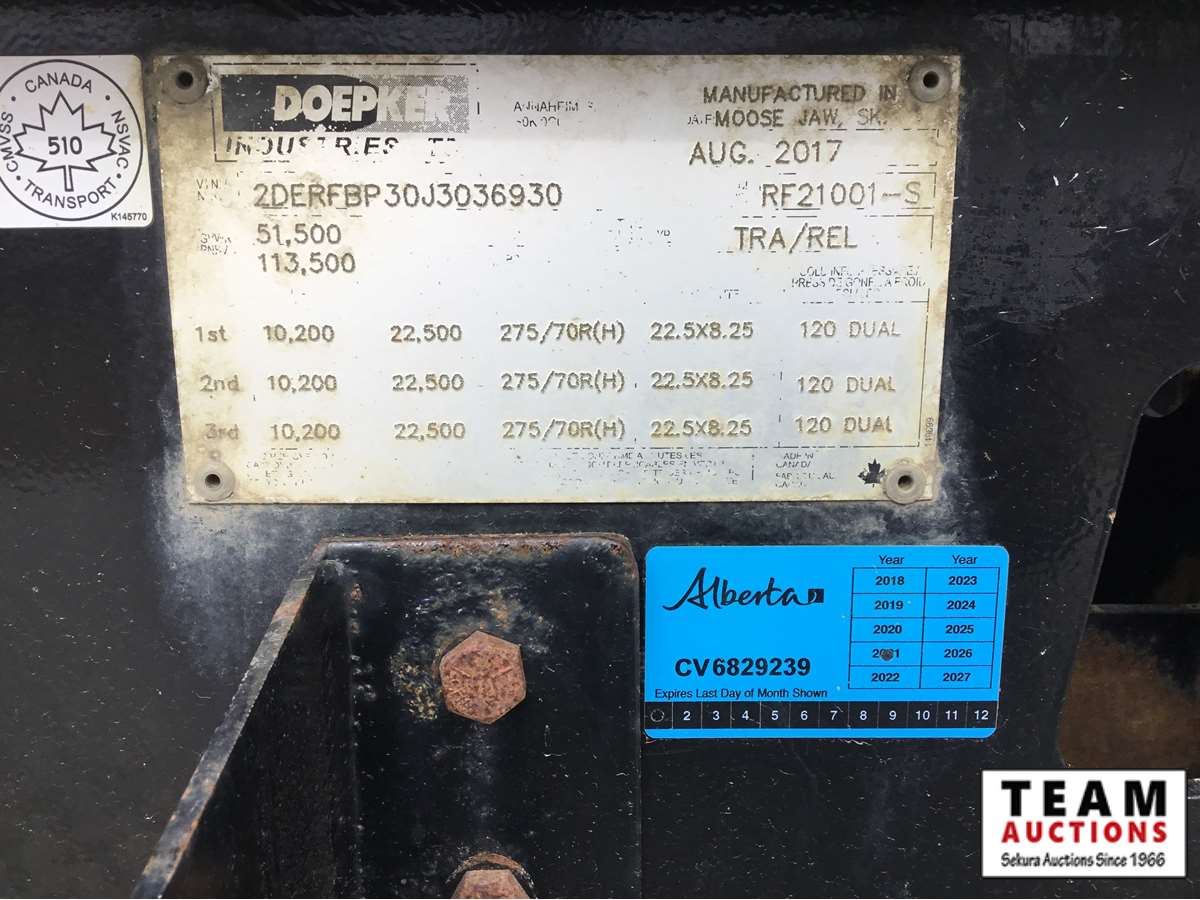 CANADA
CMVSS · NSVAC
510
TRANSPORT
K145770
DOEPKER
INDUSTRIES
MANUFACTURED IN
MOOSE JAW, SK.
AUG. 2017
2DERFBP30J3036930
RF21001-S
51,500
TRA/REL
113,500
1st 10,200 22,500 275/70R(H) 22.5X8.25 120 DUAL
2nd 10,200 22,500 275/70R(H) 22.5X8.25 120 DUAL
3rd 10,200 22,500 275/70R(H) 22.5X8.25 120 DUAL
149099
Alberta
Year Year
2018 2023
2019 2024
2020 2025
2021 2026
2022 2027
CV6829239
Expires Last Day of Month Shown
2 3 4 5 6 7 8 9 10 11 12
TEAM
AUCTIONS
Sekura Auctions Since 1966